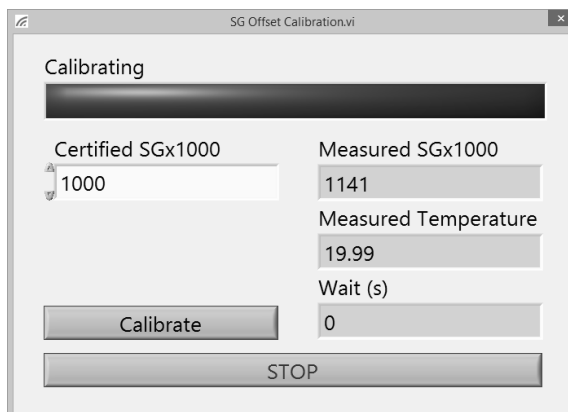 SG Offset Calibration.vi
Calibrating
Certified SGx1000
1000
Measured SGx1000
1141
Measured Temperature
19.99
Wait (s)
0
Calibrate
STOP